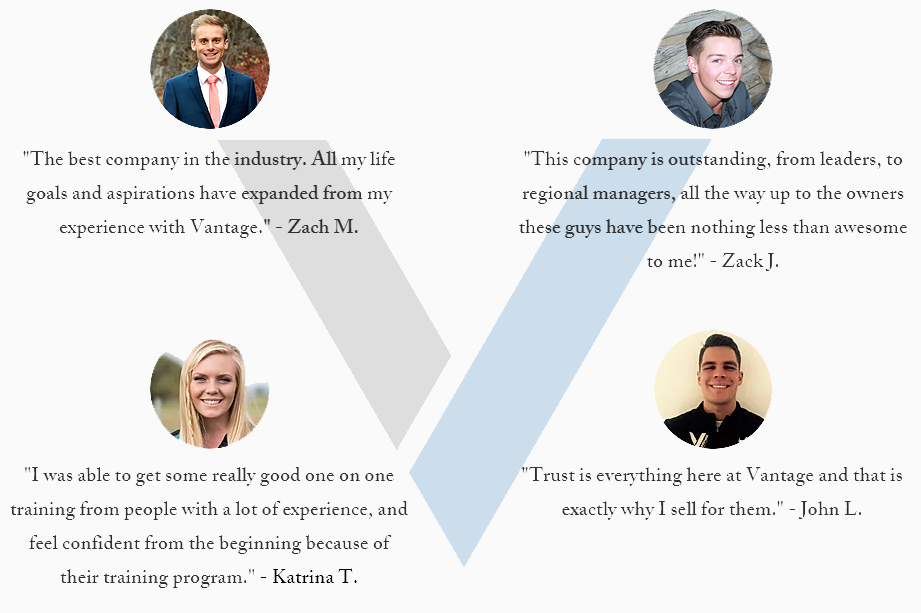 "The best company in the industry. All my life
goals and aspirations have expanded from my
experience with Vantage." - Zach M.
"This company is outstanding, from leaders, to
regional managers, all the way up to the owners
these guys have been nothing less than awesome
to me!" - Zack J.
"I was able to get some really good one on one
training from people with a lot of experience, and
feel confident from the beginning because of
their training program." - Katrina T.
"Trust is everything here at Vantage and that is
exactly why I sell for them." - John L.